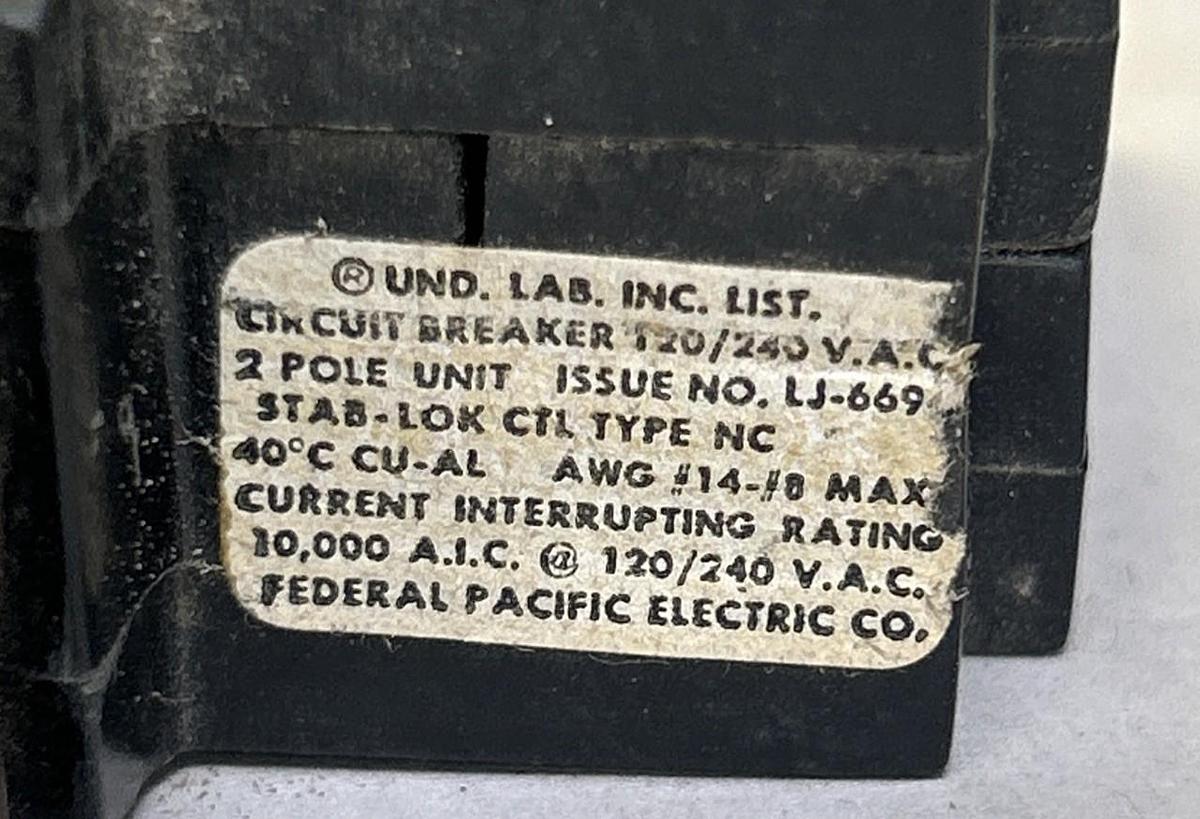 ® UND. LAB. INC. LIST.
CIRCUIT BREAKER 120/240 V.A.C.
2 POLE UNIT ISSUE NO. LJ-669
STAB-LOK CTL TYPE NC
40°C CU-AL AWG #14-#8 MAX
CURRENT INTERRUPTING RATING
10,000 A.I.C. @ 120/240 V.A.C.
FEDERAL PACIFIC ELECTRIC CO.